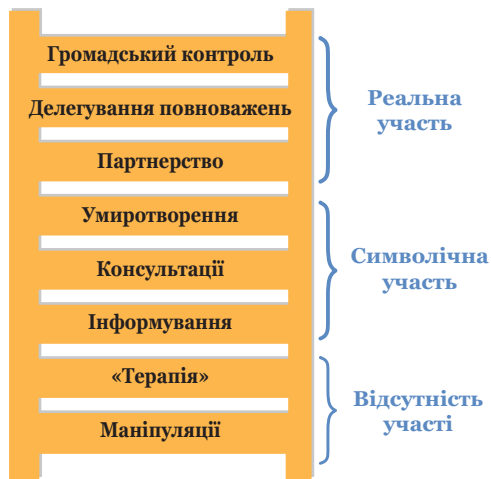 Громадський контроль
Делегування повноважень
Партнерство
Реальна
участь
Умиротворення
Консультації
Інформування
Символічна
участь
«Терапія»
Маніпуляції
Відсутність
участі